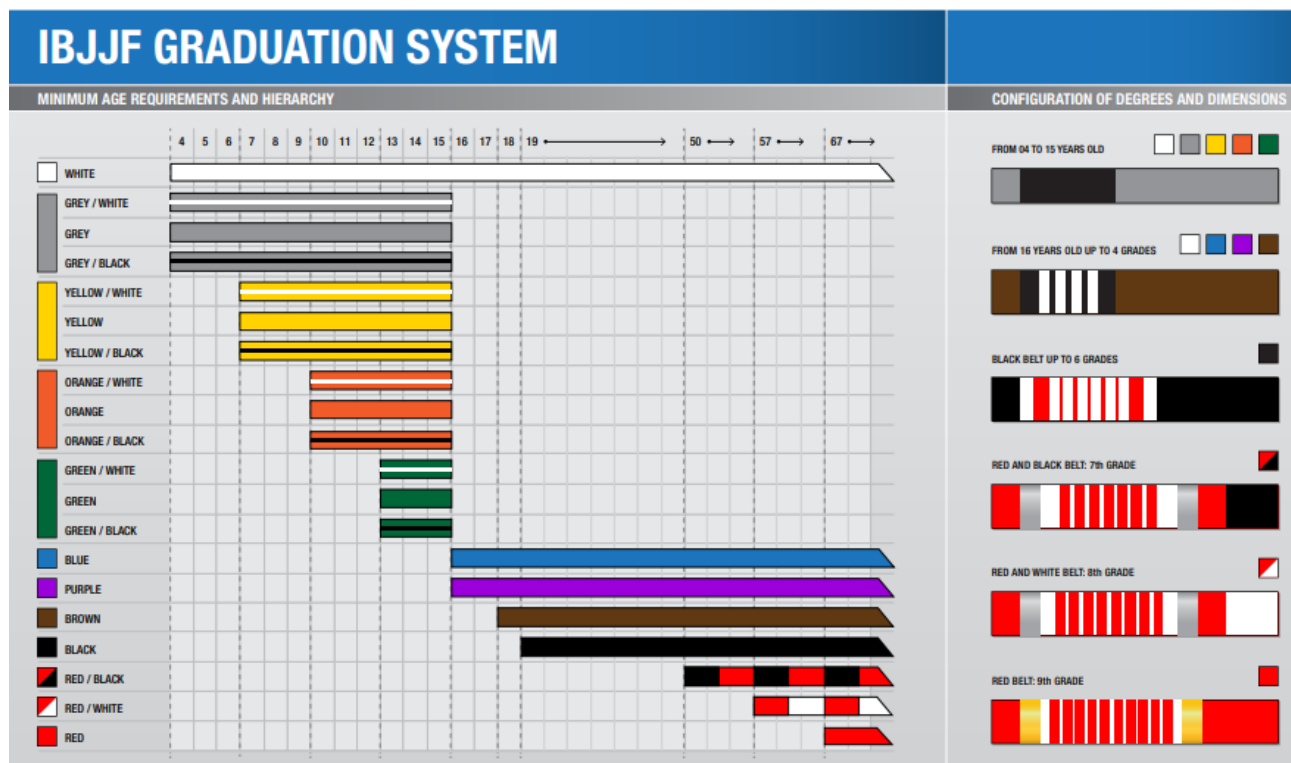 IBJJF GRADUATION SYSTEM
MINIMUM AGE REQUIREMENTS AND HIERARCHY
4 5 6 7 8 9 10 11 12 13 14 15 16 17 18 19 50 57 67
WHITE
GREY / WHITE
GREY
GREY / BLACK
YELLOW / WHITE
YELLOW
YELLOW / BLACK
ORANGE / WHITE
ORANGE
ORANGE / BLACK
GREEN / WHITE
GREEN
GREEN / BLACK
BLUE
PURPLE
BROWN
BLACK
RED / BLACK
RED / WHITE
RED
CONFIGURATION OF DEGREES AND DIMENSIONS
FROM 04 TO 15 YEARS OLD
FROM 16 YEARS OLD UP TO 4 GRADES
BLACK BELT UP TO 6 GRADES
RED AND BLACK BELT: 7th GRADE
RED AND WHITE BELT: 8th GRADE
RED BELT: 9th GRADE